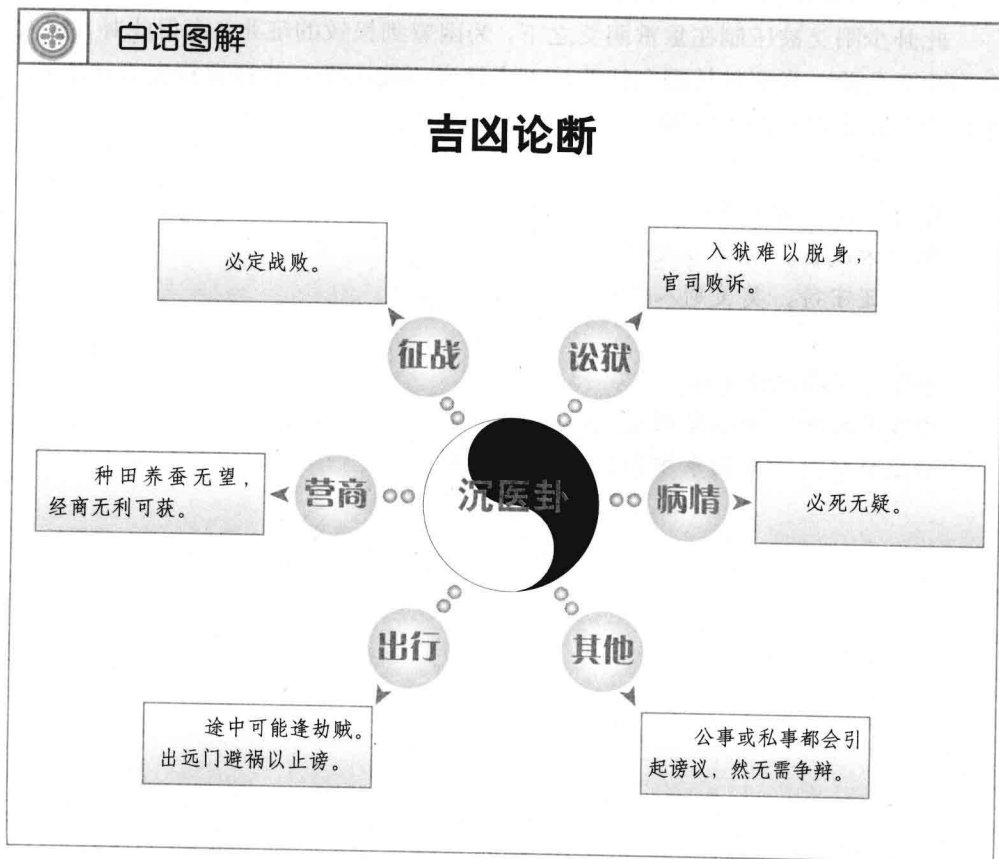 白话图解
吉凶论断
必定战败。
入狱难以脱身，
官司败诉。
征战
讼狱
种田养蚕无望，
经商无利可获。
营商
沉医卦
病情
必死无疑。
出行
其他
途中可能逢劫贼。
出远门避祸以止谤。
公事或私事都会引
起谤议，然无需争辩。